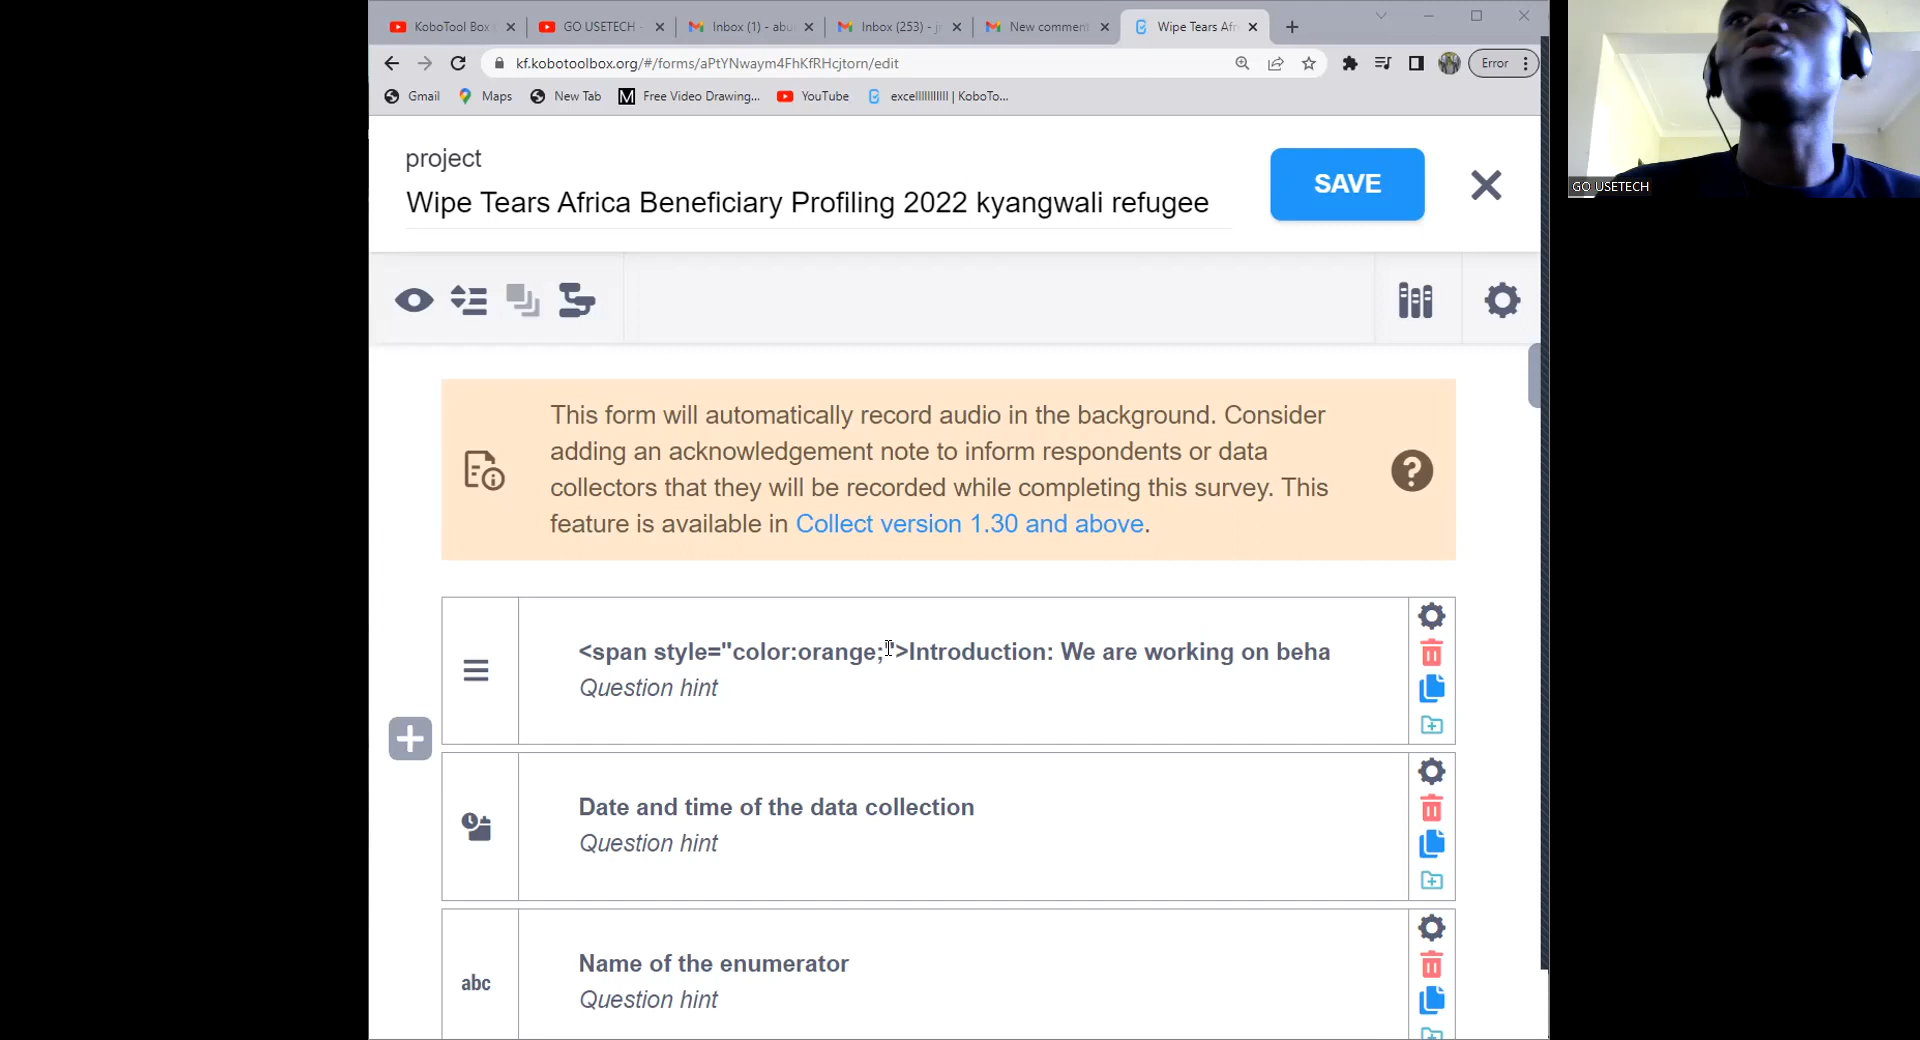 KoboTool Box
GO USETECH -
Inbox (1) - abu
Inbox (253) - j
New comment
Wipe Tears Afr
kf.kobotoolbox.org/#/forms/aPtYNwaym4FhKfRHcjtorn/edit
Error
Gmail
Maps
New Tab
M
Free Video Drawing...
YouTube
excelllllllllll | KoboTo...
GO USETECH
project
Wipe Tears Africa Beneficiary Profiling 2022 kyangwali refugee
SAVE
This form will automatically record audio in the background. Consider
adding an acknowledgement note to inform respondents or data
collectors that they will be recorded while completing this survey. This
feature is available in Collect version 1.30 and above.
<span style="color:orange;">Introduction: We are working on beha
Question hint
Date and time of the data collection
Question hint
abc
Name of the enumerator
Question hint